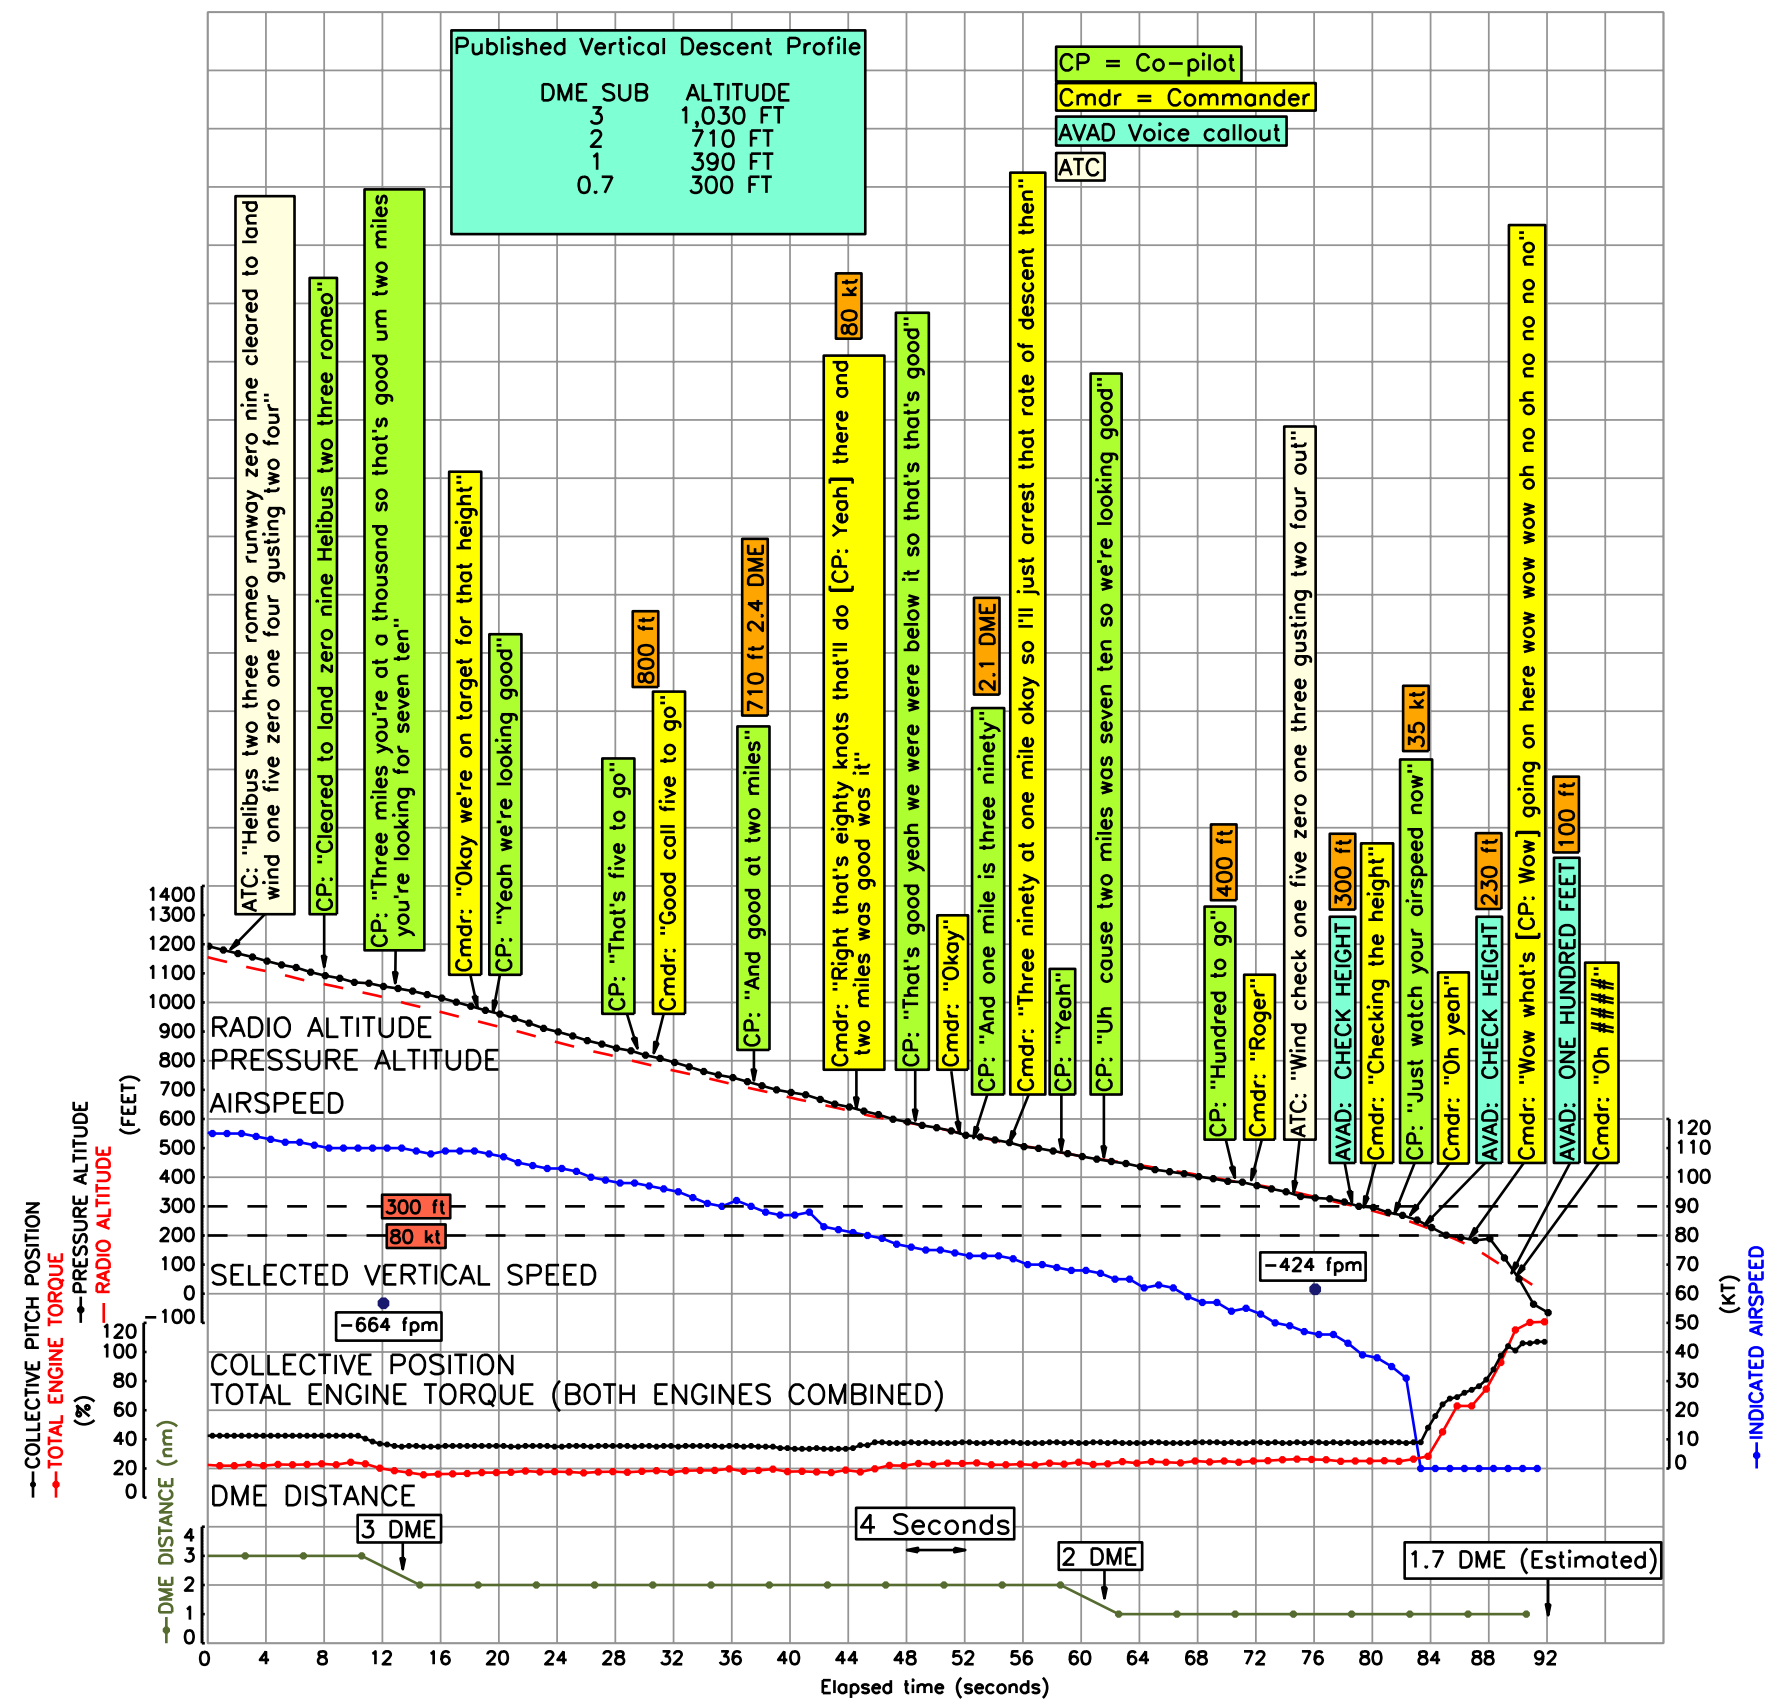 Published Vertical Descent Profile
DME SUB ALTITUDE
3 1,030 FT
2 710 FT
1 390 FT
0.7 300 FT
CP = Co-pilot
Cmdr = Commander
AVAD Voice callout
ATC
ATC: "Helibus two three romeo runway zero nine cleared to land
wind one five zero one four gusting two four"
CP: "Cleared to land zero nine Helibus two three romeo"
CP: "Three miles you're at a thousand so that's good um two miles
you're looking for seven ten"
Cmdr: "Okay we're on target for that height"
CP: "Yeah we're looking good"
CP: "That's five to go"
800 ft
Cmdr: "Good call five to go"
710 ft 2.4 DME
CP: "And good at two miles"
80 kt
Cmdr: "Right that's eighty knots that'll do [CP: Yeah] there and
two miles was good was it"
CP: "That's good yeah we were were below it so that's that's good"
Cmdr: "Okay"
2.1 DME
CP: "And one mile is three ninety"
Cmdr: "Three ninety at one mile okay so I'll just arrest that rate of descent then"
CP: "Yeah"
CP: "Uh cause two miles was seven ten so we're looking good"
400 ft
CP: "Hundred to go"
Cmdr: "Roger"
ATC: "Wind check one five zero one three gusting two four out"
300 ft
AVAD: CHECK HEIGHT
Cmdr: "Checking the height"
35 kt
CP: "Just watch your airspeed now"
Cmdr: "Oh yeah"
230 ft
AVAD: CHECK HEIGHT
Cmdr: "Wow what's [CP: Wow] going on here wow wow wow oh no oh no no no no"
100 ft
AVAD: ONE HUNDRED FEET
Cmdr: "Oh ####"
1400
1300
1200
1100
1000
900
800
700
600
500
400
300
200
100
0
-100
(FEET)
PRESSURE ALTITUDE
RADIO ALTITUDE
RADIO ALTITUDE
PRESSURE ALTITUDE
AIRSPEED
300 ft
80 kt
SELECTED VERTICAL SPEED
-664 fpm
-424 fpm
120
110
100
90
80
70
60
50
40
30
20
10
0
(KT)
INDICATED AIRSPEED
COLLECTIVE PITCH POSITION
TOTAL ENGINE TORQUE
(%)
120
100
80
60
40
20
0
COLLECTIVE POSITION
TOTAL ENGINE TORQUE (BOTH ENGINES COMBINED)
DME DISTANCE
DME DISTANCE (nm)
4
3
2
1
0
3 DME
4 Seconds
2 DME
1.7 DME (Estimated)
0 4 8 12 16 20 24 28 32 36 40 44 48 52 56 60 64 68 72 76 80 84 88 92
Elapsed time (seconds)